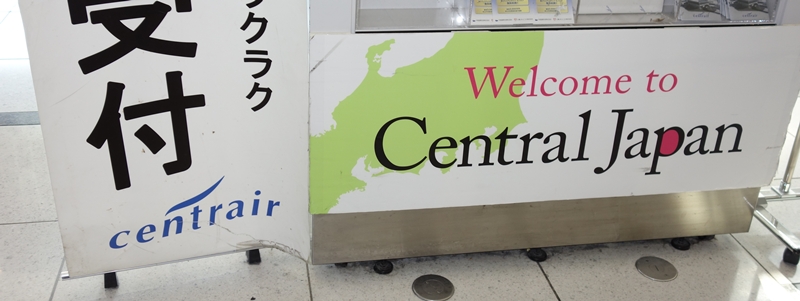 受付
ラクラク
centrair
Welcome to
Central Japan